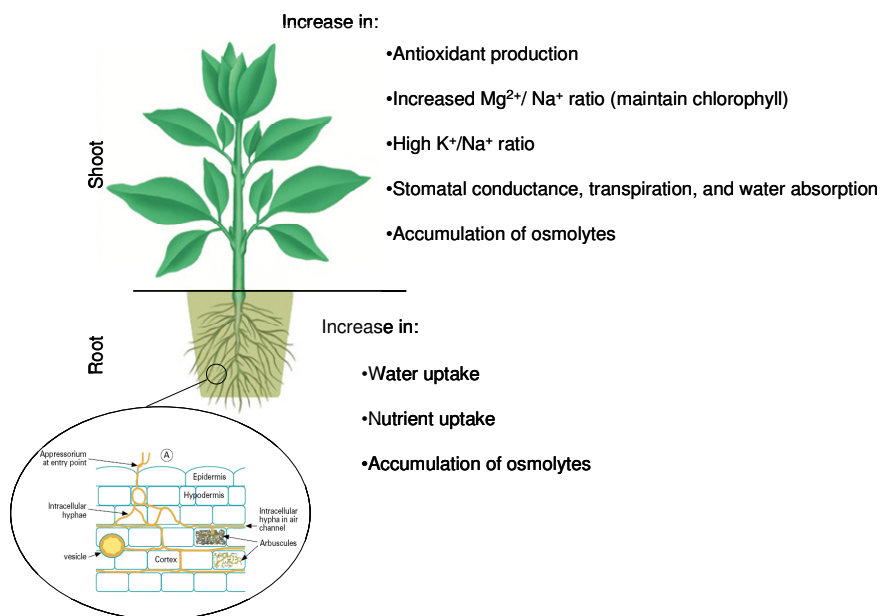 Increase in:
•Antioxidant production
•Increased Mg²⁺/ Na⁺ ratio (maintain chlorophyll)
•High K⁺/Na⁺ ratio
•Stomatal conductance, transpiration, and water absorption
•Accumulation of osmolytes
Shoot
Root
Increase in:
•Water uptake
•Nutrient uptake
•Accumulation of osmolytes
Appressorium
at entry point
A
Epidermis
Hypodermis
Intracellular
hyphae
Intracellular
hypha in air
channel
Arbuscules
vesicle
Cortex